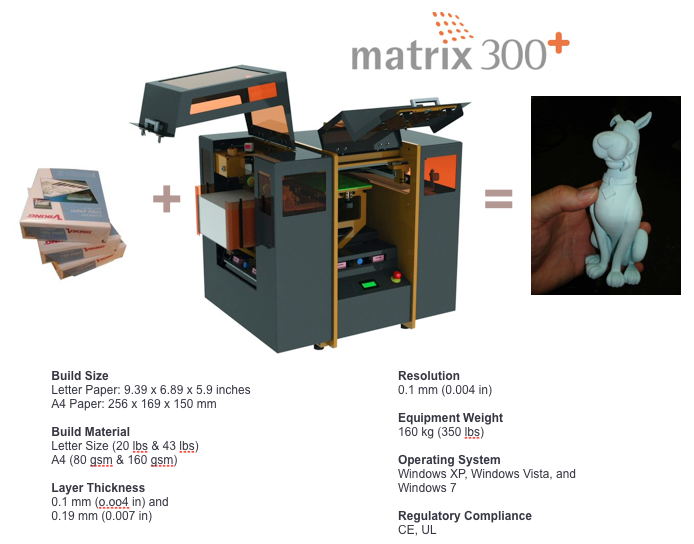 matrix 300+
+
=
Build Size
Letter Paper: 9.39 x 6.89 x 5.9 inches
A4 Paper: 256 x 169 x 150 mm
Build Material
Letter Size (20 lbs & 43 lbs)
A4 (80 gsm & 160 gsm)
Layer Thickness
0.1 mm (o.oo4 in) and
0.19 mm (0.007 in)
Resolution
0.1 mm (0.004 in)
Equipment Weight
160 kg (350 lbs)
Operating System
Windows XP, Windows Vista, and
Windows 7
Regulatory Compliance
CE, UL